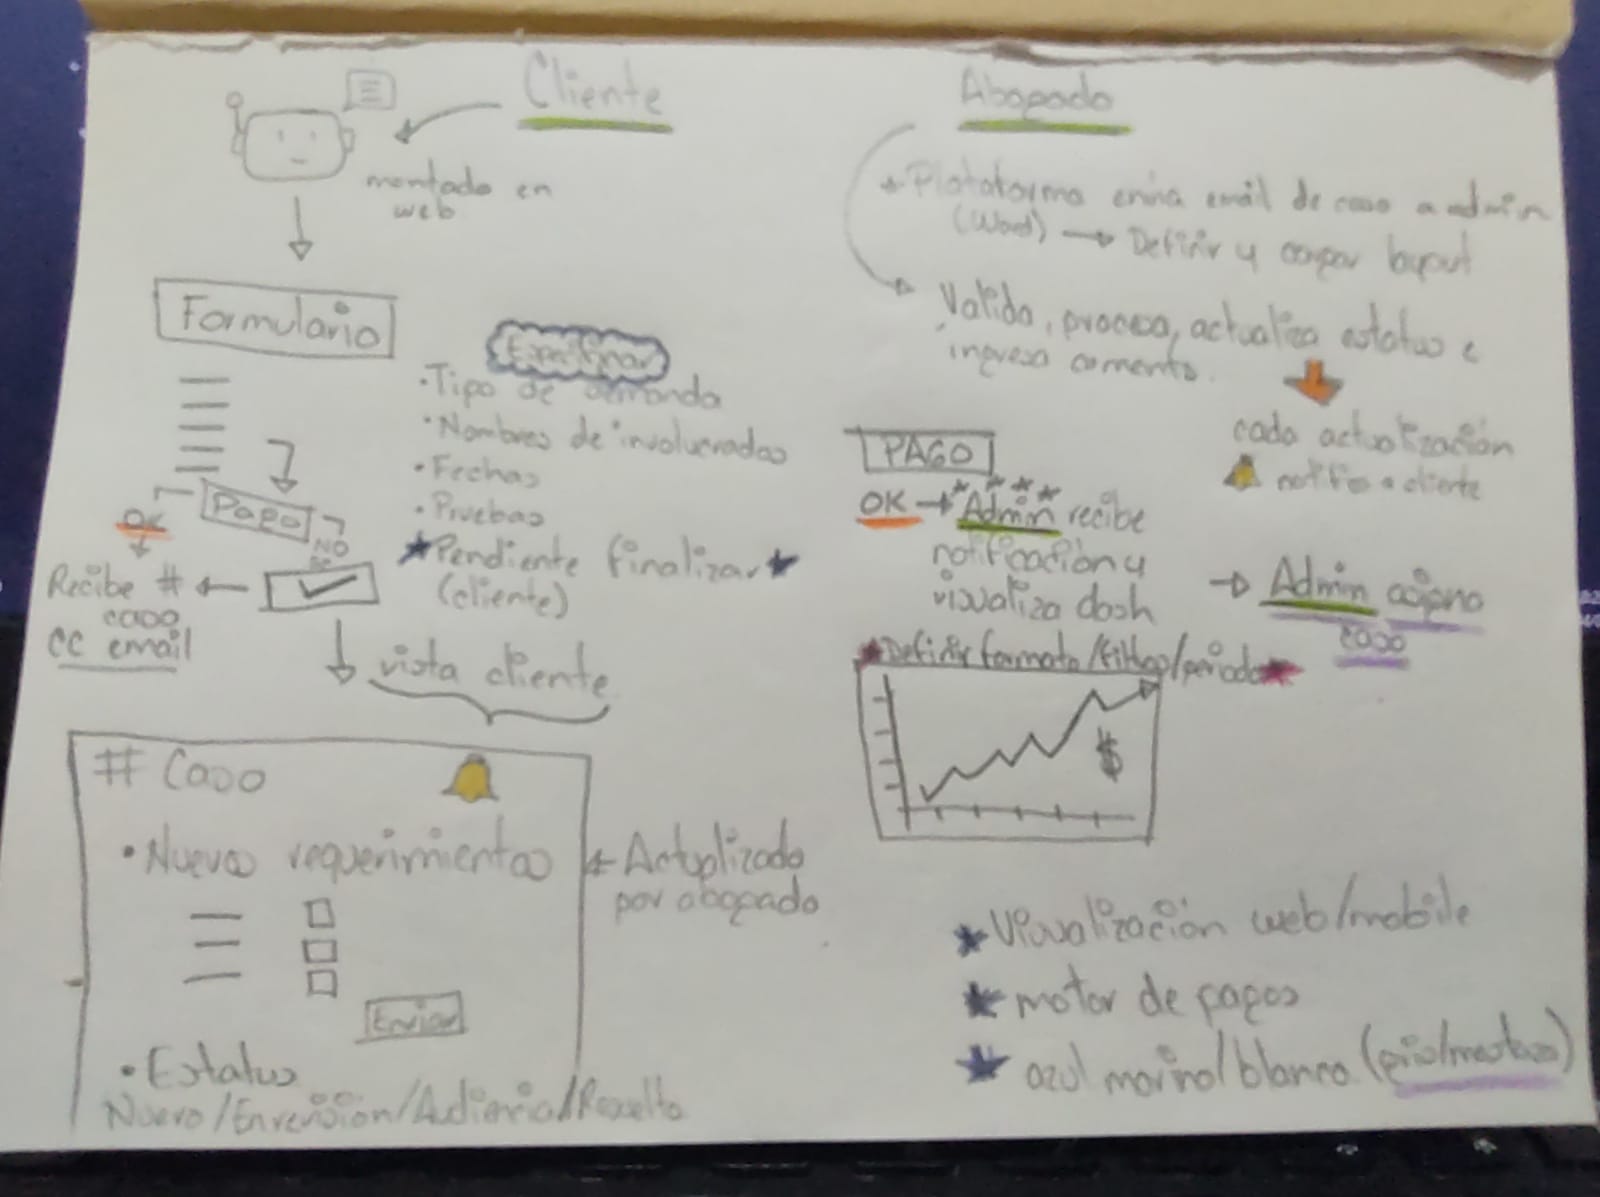 Cliente
montado en
web
Formulario
Especificar
•Tipo de demanda
•Nombres de involucrados
•Fechas
•Pruebas
★Pendiente finalizar★
(cliente)
Pago
OK
NO
Recibe #
caso
CC email
vista cliente
# Caso
•Nuevos requerimientos
Enviar
•Estatus
Nuevo/En revisión/Audiencia/Resuelto
←Actualizado
por abogado
Abogado
*Plataforma envia email de caso a admin
(Word) → Definir y cargar layout
Valida, procesa, actualiza estatus e
ingresa coments.
cada actualización
notifica a cliente
PAGO
OK → Admin recibe
notificación y
visualiza dash
→ Admin asigna
caso
★Definir formato/filtros/periodo★
$
★Visualización web/mobile
★motor de pagos
★azul marino/blanco (gris/mostaza)